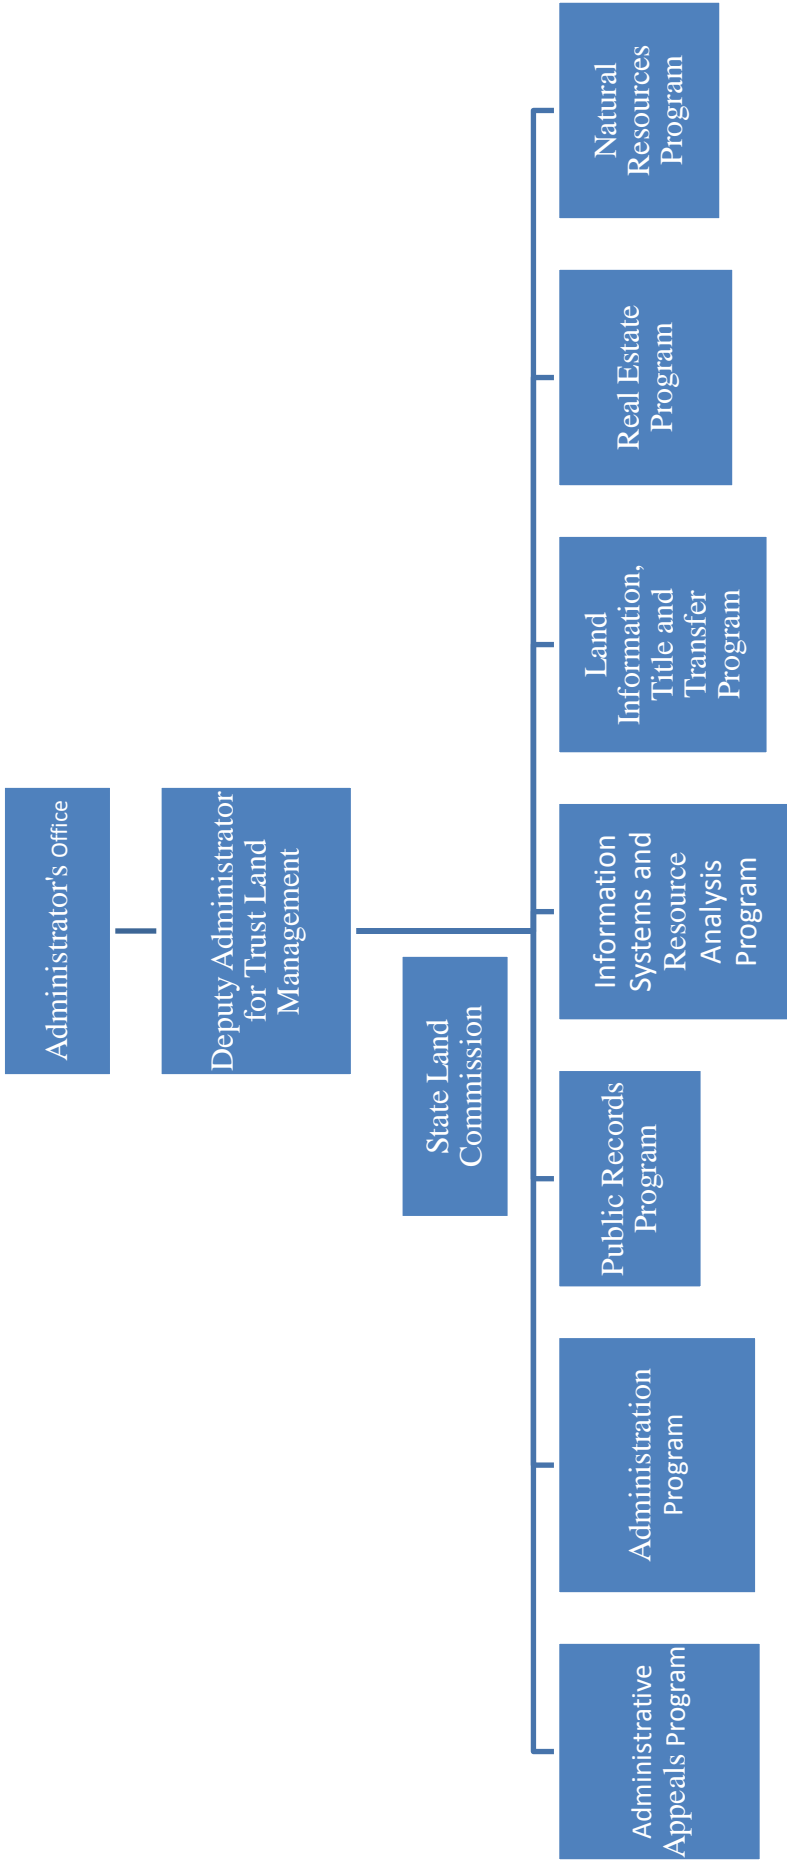 Administrator's Office
Deputy Administrator
for Trust Land
Management
State Land
Commission
Administrative
Appeals Program
Administration
Program
Public Records
Program
Information
Systems and
Resource
Analysis
Program
Land
Information,
Title and
Transfer
Program
Real Estate
Program
Natural
Resources
Program